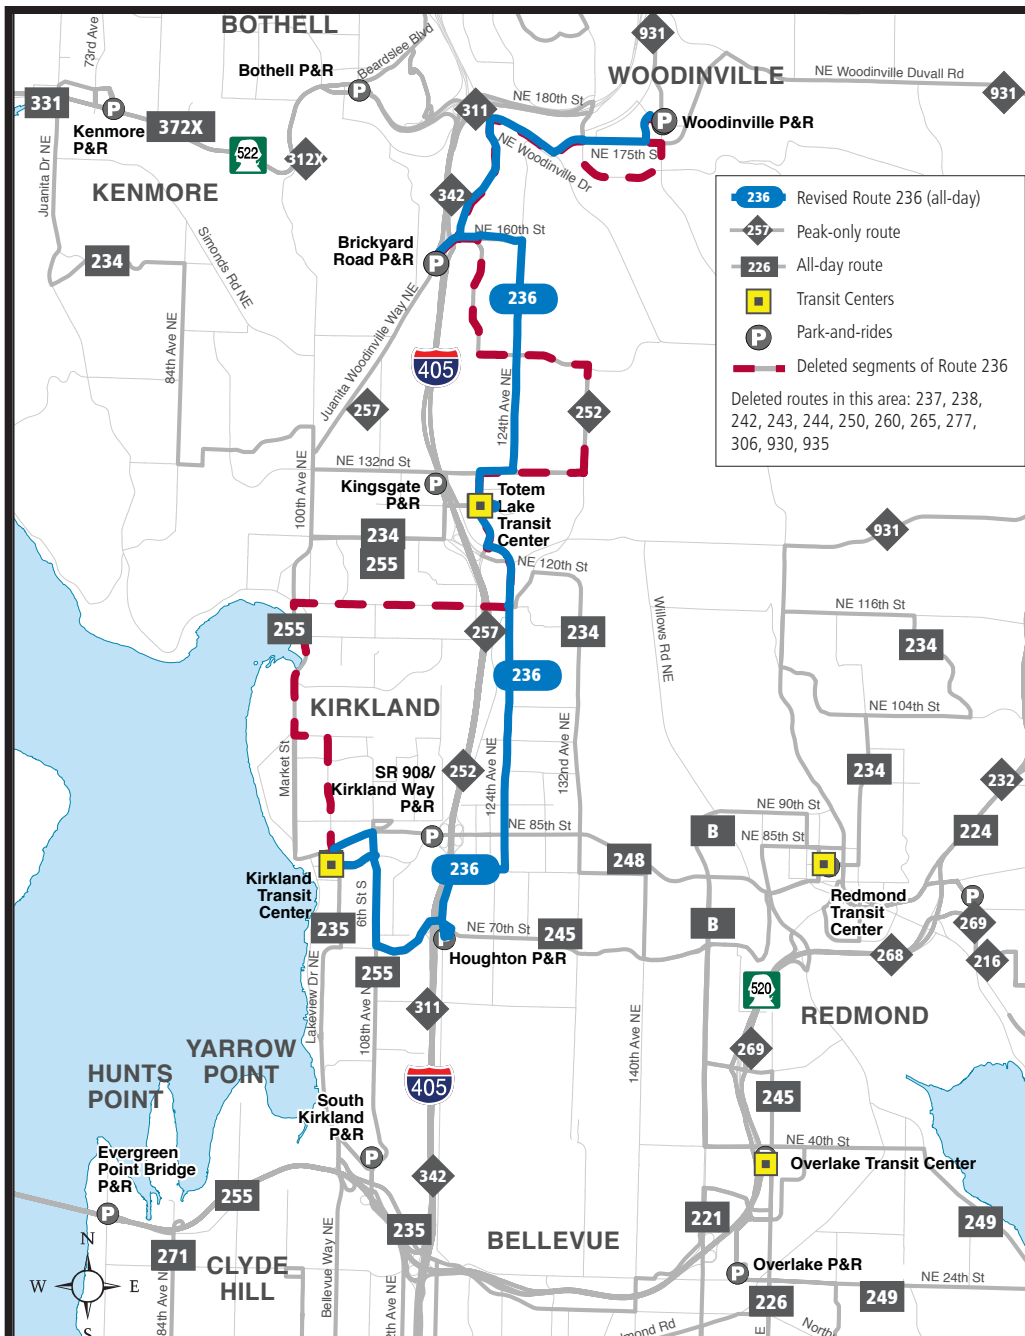 BOTHELL
73rd Ave
Beardslee Blvd
931
Bothell P&R
WOODINVILLE
NE Woodinville Duvall Rd
931
NE 180th St
331
P
Kenmore
P&R
372X
P
311
P
Woodinville P&R
522
312X
NE Woodinville Dr
NE 175th S
Juanita Dr NE
KENMORE
342
236
Revised Route 236 (all-day)
257
Peak-only route
226
All-day route
Transit Centers
P
Park-and-rides
Deleted segments of Route 236
Deleted routes in this area: 237, 238,
242, 243, 244, 250, 260, 265, 277,
306, 930, 935
Simonds Rd NE
Brickyard
Road P&R
P
NE 160th St
234
236
84th Ave NE
Juanita Woodinville Way NE
405
124th Ave NE
257
252
NE 132nd St
100th Ave NE
Kingsgate
P&R
P
Totem
Lake
Transit
Center
234
255
931
NE 120th St
Willows Rd NE
NE 116th St
255
257
234
234
236
KIRKLAND
NE 104th St
Market St
124th Ave NE
132nd Ave NE
SR 908/
Kirkland Way
P&R
252
234
232
NE 90th St
P
NE 85th St
B
NE 85th St
224
Kirkland
Transit
Center
236
248
Redmond
Transit
Center
P
6th St S
235
NE 70th St
245
B
269
P
Houghton P&R
268
216
255
Lakeview Dr NE
108th Ave N
311
520
REDMOND
140th Ave NE
269
YARROW
POINT
HUNTS
POINT
405
245
South
Kirkland
P&R
P
NE 40th St
Evergreen
Point Bridge
P&R
P
Overlake Transit Center
342
255
235
221
249
BELLEVUE
N
W
E
S
271
CLYDE
HILL
84th Ave N
Bellevue Way NE
2th Ave NE
Overlake P&R
P
NE 24th St
249
226
mond Rd
North
E